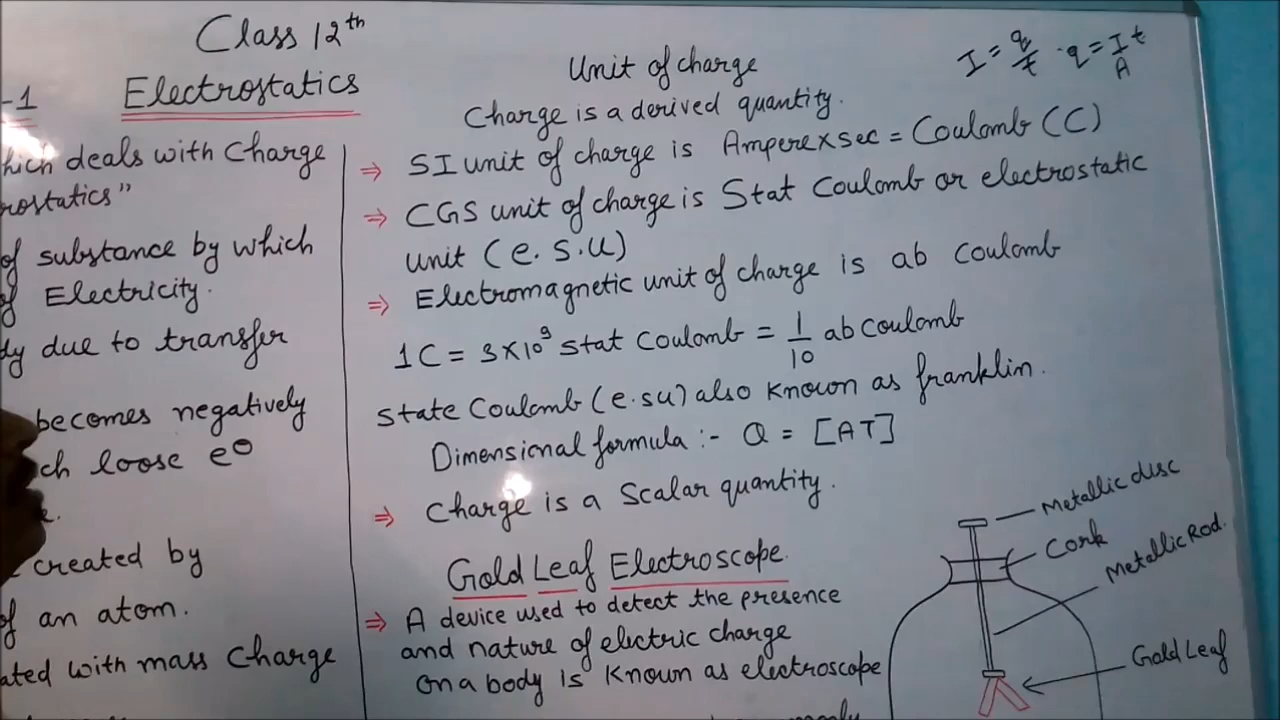 Class 12th
Electrostatics
-1
hich deals with Charge
rostatics"
of substance by which
of Electricity.
dy due to transfer
becomes negatively
ch loose e⊖
e.
created by
of an atom.
ated with mass Charge
Unit of charge
I = q/t . q = I t
A
Charge is a derived quantity.
⇒ SI unit of charge is Ampere x sec = Coulomb (C)
⇒ CGS unit of charge is Stat Coulomb or electrostatic
unit (e.s.u)
⇒ Electromagnetic unit of charge is ab coulomb
1C = 3X10⁹ stat Coulomb = 1/10 ab coulomb
state Coulomb (e.su) also known as franklin.
Dimensional formula :- Q = [AT]
⇒ Charge is a Scalar quantity.
Gold Leaf Electroscope.
⇒ A device used to detect the presence
and nature of electric charge
on a body is Known as electroscope
Metallic disc
Cork
Metallic Rod.
Gold Leaf